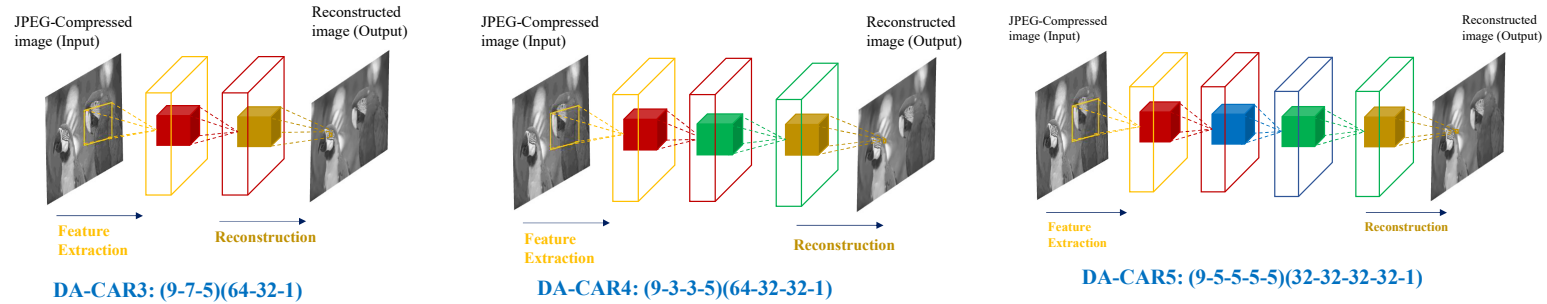 JPEG-Compressed
image (Input)
Reconstructed
image (Output)
Feature
Extraction
Reconstruction
DA-CAR3: (9-7-5)(64-32-1)
JPEG-Compressed
image (Input)
Reconstructed
image (Output)
Feature
Extraction
Reconstruction
DA-CAR4: (9-3-3-5)(64-32-32-1)
JPEG-Compressed
image (Input)
Reconstructed
image (Output)
Feature
Extraction
Reconstruction
DA-CAR5: (9-5-5-5-5)(32-32-32-32-1)